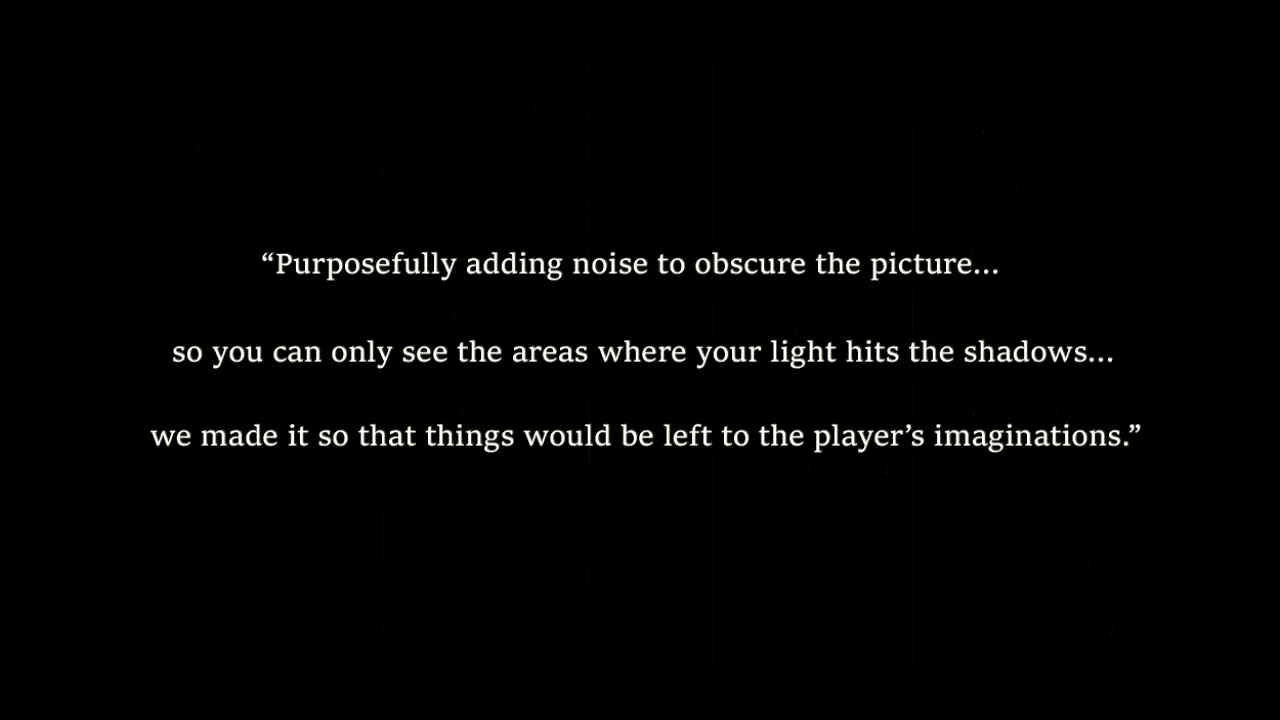 “Purposefully adding noise to obscure the picture...
so you can only see the areas where your light hits the shadows...
we made it so that things would be left to the player’s imaginations.”